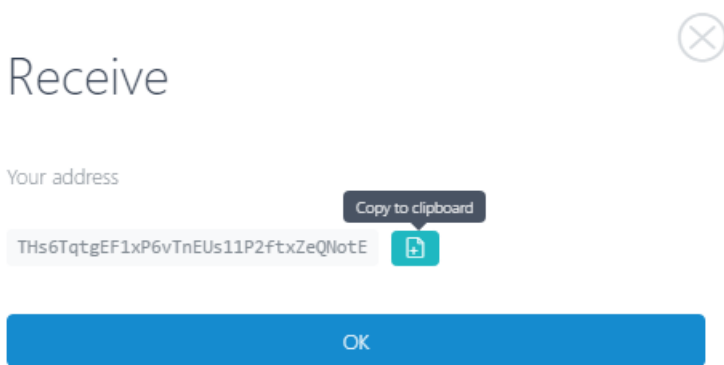 Receive
Your address
Copy to clipboard
THs6TqtgEF1xP6vTnEUs11P2ftxZeQNotE
OK